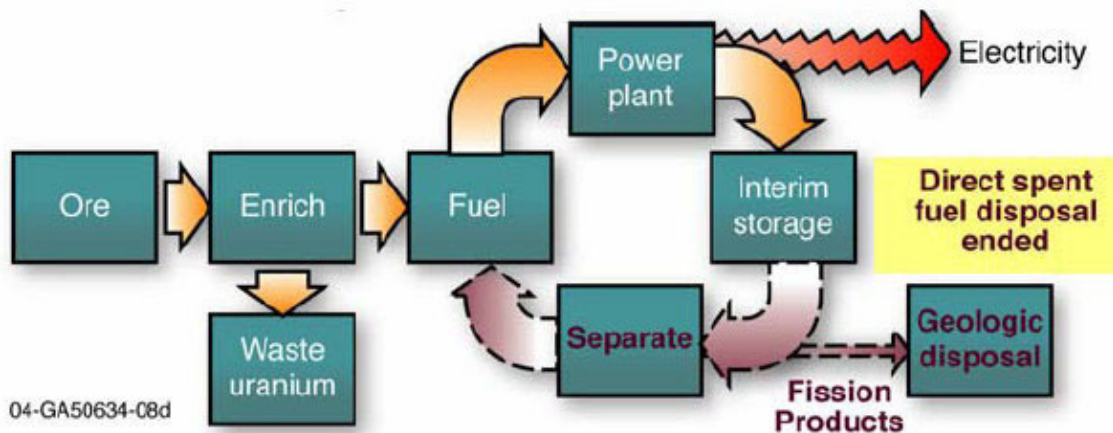 Power
plant
Electricity
Ore
Enrich
Fuel
Interim
storage
Direct spent
fuel disposal
ended
Waste
uranium
Separate
Geologic
disposal
Fission
Products
04-GA50634-08d